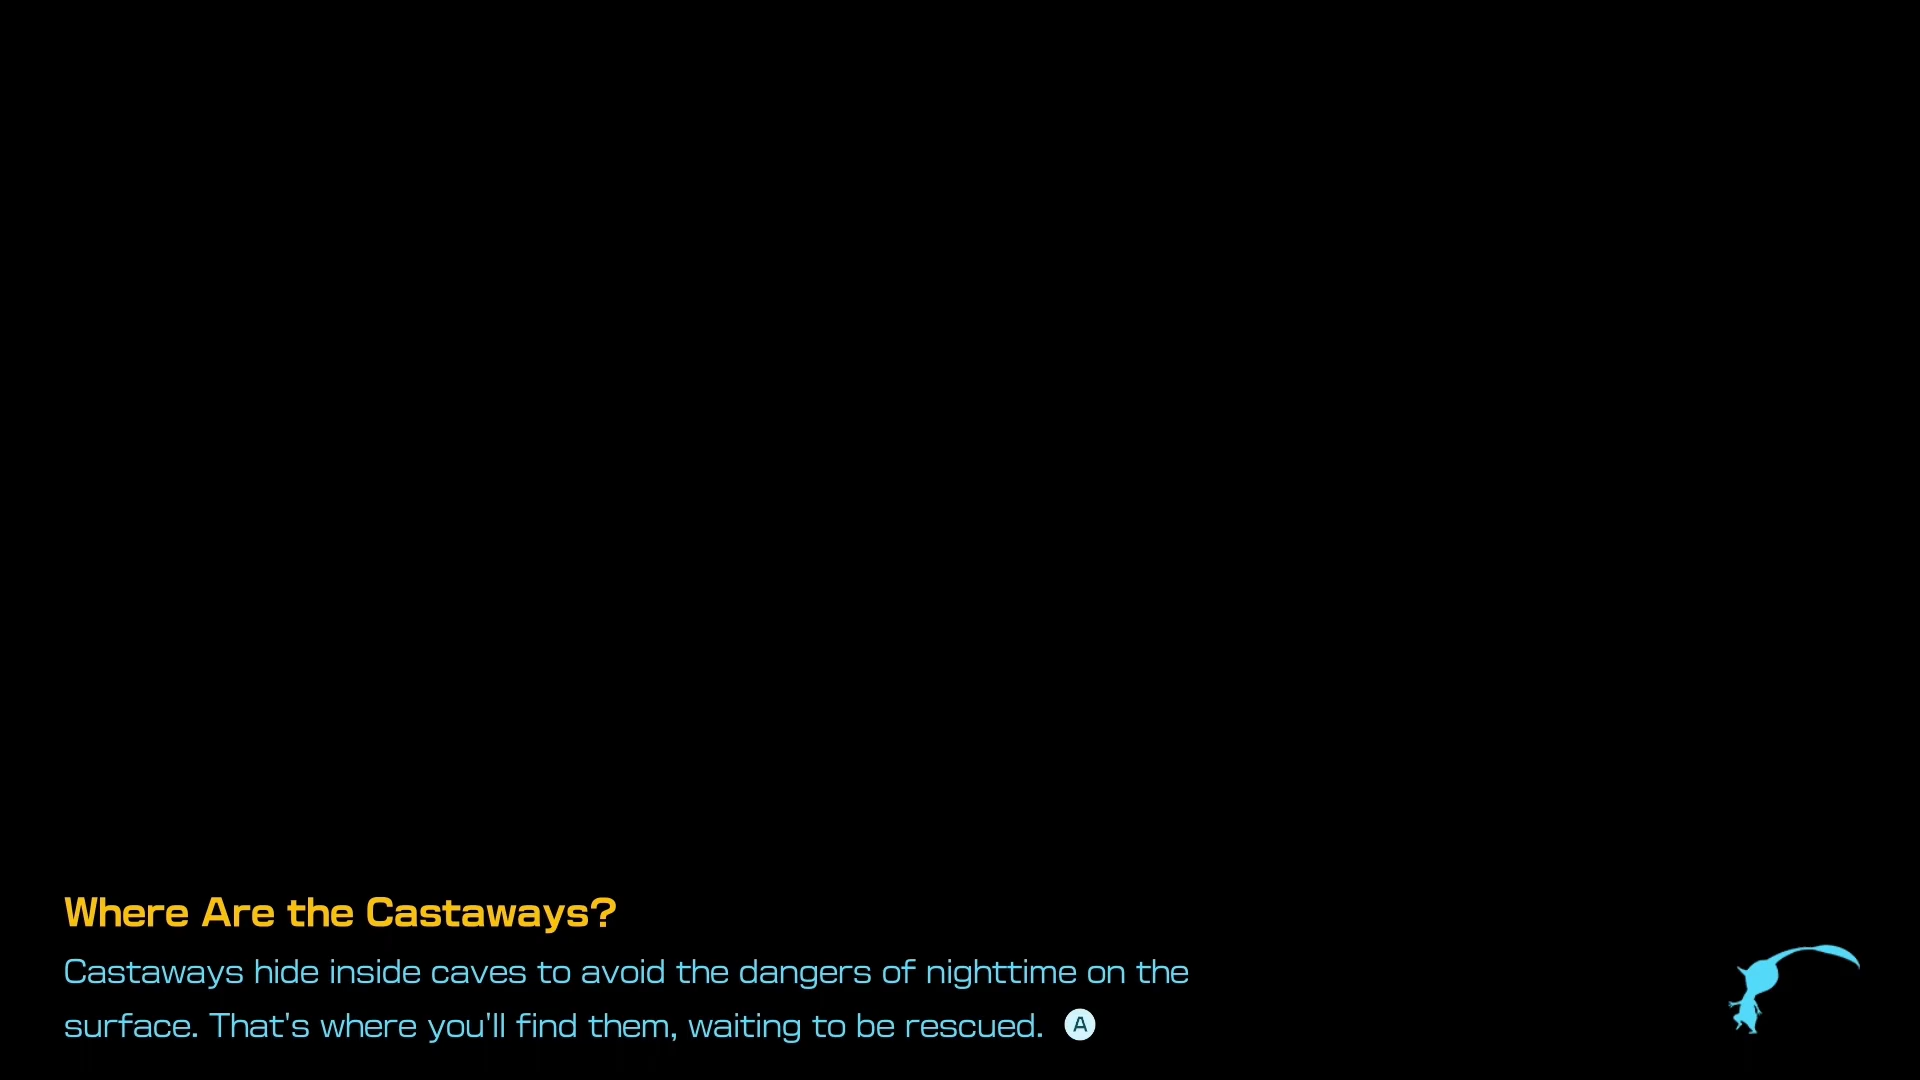 Where Are the Castaways?
Castaways hide inside caves to avoid the dangers of nighttime on the
surface. That's where you'll find them, waiting to be rescued. A